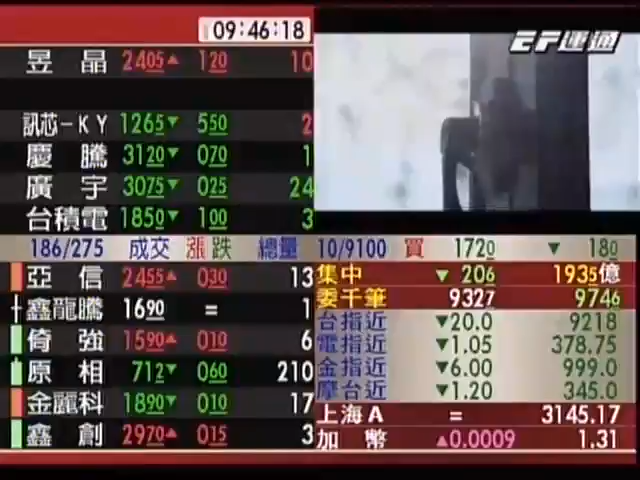 09:46:18
EF運通
昱晶 2405▲ 120 10
訊芯-KY 1265▼ 550 2
慶騰 3120▼ 070 1
廣宇 3075▼ 025 24
台積電 1850▼ 100 3
186/275 成交 漲跌 總量 10/9100 買 1720 ▼ 180
亞信 2455▲ 030 13
鑫龍騰 1690 = 1
倚強 1590▲ 010 6
原相 712▼ 060 210
金麗科 1890▼ 010 17
鑫創 2970▲ 015 3
集中 ▼ 206 1935億
委千筆 9327 9746
台指近 ▼20.0 9218
電指近 ▼1.05 378.75
金指近 ▼6.00 999.0
摩台近 ▼1.20 345.0
上海A = 3145.17
加幣 ▲0.0009 1.31